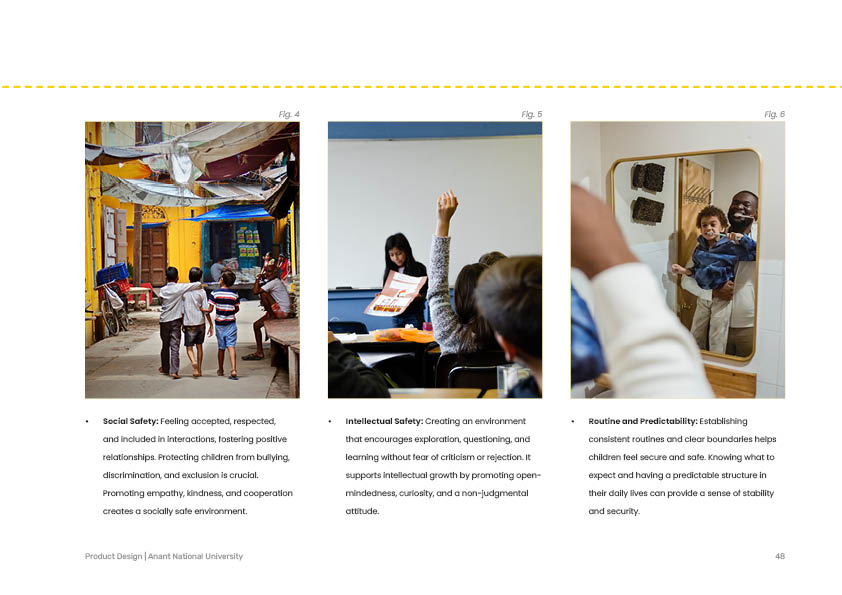 Fig. 4
Fig. 5
Fig. 6
• Social Safety: Feeling accepted, respected,
and included in interactions, fostering positive
relationships. Protecting children from bullying,
discrimination, and exclusion is crucial.
Promoting empathy, kindness, and cooperation
creates a socially safe environment.
• Intellectual Safety: Creating an environment
that encourages exploration, questioning, and
learning without fear of criticism or rejection. It
supports intellectual growth by promoting open-
mindedness, curiosity, and a non-judgmental
attitude.
• Routine and Predictability: Establishing
consistent routines and clear boundaries helps
children feel secure and safe. Knowing what to
expect and having a predictable structure in
their daily lives can provide a sense of stability
and security.
Product Design | Anant National University
48